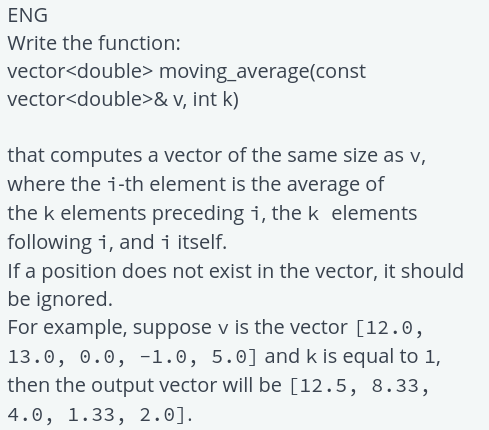 ENG
Write the function:
vector<double> moving_average(const
vector<double>& v, int k)
that computes a vector of the same size as v,
where the i-th element is the average of
the k elements preceding i, the k elements
following i, and i itself.
If a position does not exist in the vector, it should
be ignored.
For example, suppose v is the vector [12.0,
13.0, 0.0, -1.0, 5.0] and k is equal to 1,
then the output vector will be [12.5, 8.33,
4.0, 1.33, 2.0].